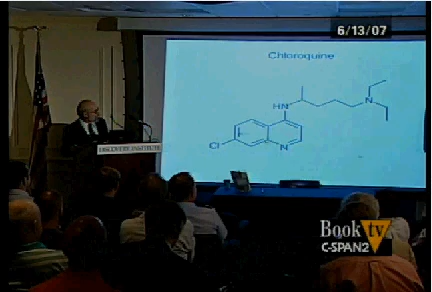 6/13/07
Chloroquine
HN
N
Cl
N
DISCOVERY INSTITUTE
Book tv
C-SPAN2